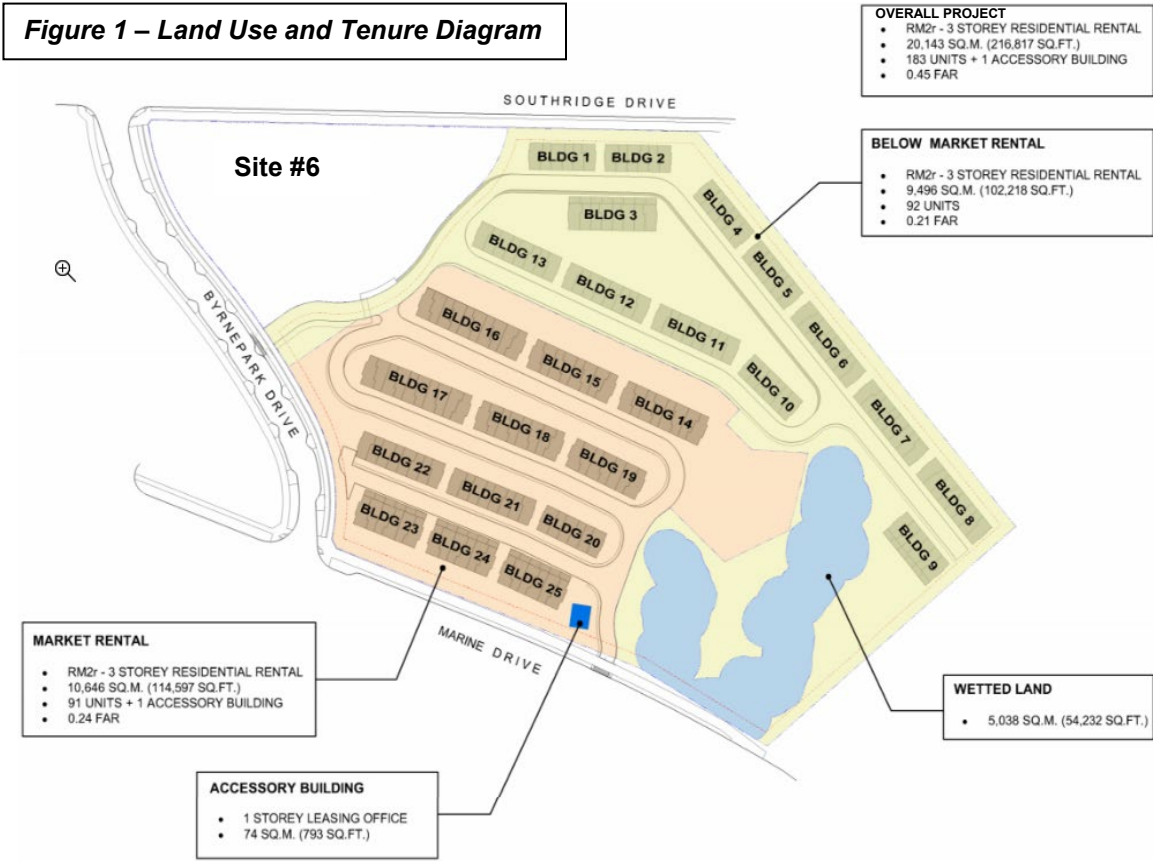 Figure 1 – Land Use and Tenure Diagram
OVERALL PROJECT
• RM2r - 3 STOREY RESIDENTIAL RENTAL
• 20,143 SQ.M. (216,817 SQ.FT.)
• 183 UNITS + 1 ACCESSORY BUILDING
• 0.45 FAR
SOUTHRIDGE DRIVE
Site #6
BELOW MARKET RENTAL
• RM2r - 3 STOREY RESIDENTIAL RENTAL
• 9,496 SQ.M. (102,218 SQ.FT.)
• 92 UNITS
• 0.21 FAR
BLDG 1
BLDG 2
BLDG 3
BLDG 4
BLDG 5
BLDG 6
BLDG 7
BLDG 8
BLDG 9
BLDG 13
BLDG 12
BLDG 11
BLDG 10
BLDG 16
BLDG 15
BLDG 14
BLDG 17
BLDG 18
BLDG 19
BLDG 22
BLDG 21
BLDG 20
BLDG 23
BLDG 24
BLDG 25
BYRNEPARK DRIVE
MARINE DRIVE
MARKET RENTAL
• RM2r - 3 STOREY RESIDENTIAL RENTAL
• 10,646 SQ.M. (114,597 SQ.FT.)
• 91 UNITS + 1 ACCESSORY BUILDING
• 0.24 FAR
WETTED LAND
• 5,038 SQ.M. (54,232 SQ.FT.)
ACCESSORY BUILDING
• 1 STOREY LEASING OFFICE
• 74 SQ.M. (793 SQ.FT.)